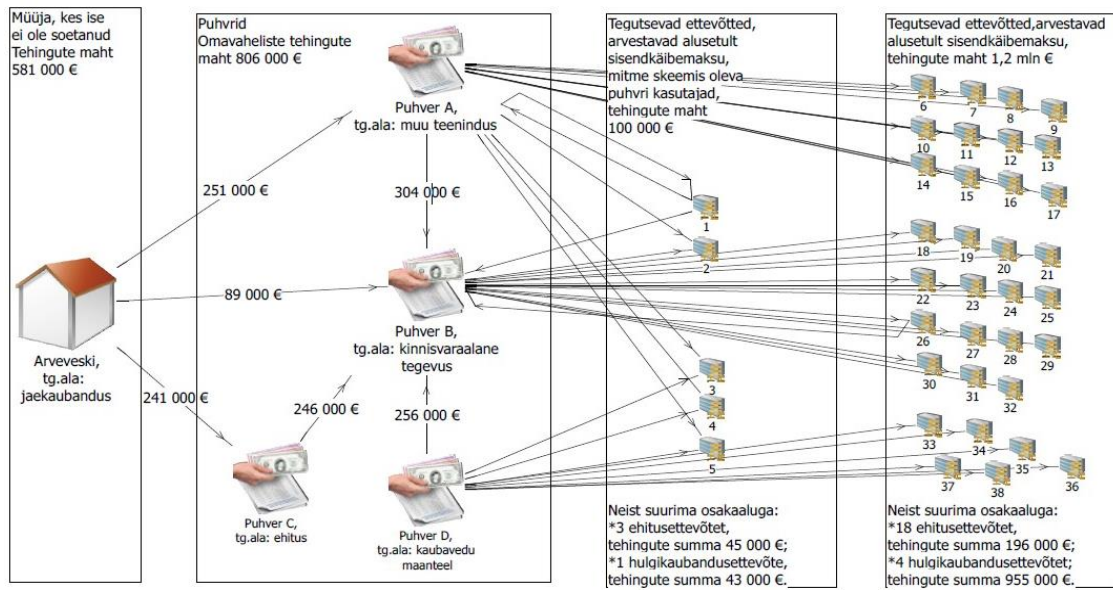 Müüja, kes ise
ei ole soetanud
Tehingute maht
581 000 €
Puhvrid
Omavaheliste tehingute
maht 806 000 €
Tegutsevad ettevõtted,
arvestavad alusetult
sisendkäibemaksu,
mitme skeemis oleva
puhvri kasutajad,
tehingute maht
100 000 €
Tegutsevad ettevõtted,arvestavad
alusetult sisendkäibemaksu,
tehingute maht 1,2 mln €
Puhver A,
tg.ala: muu teenindus
251 000 €
304 000 €
89 000 €
Puhver B,
tg.ala: kinnisvaraalane
tegevus
Arveveski,
tg.ala:
jaekaubandus
241 000 €
246 000 €
256 000 €
Puhver C,
tg.ala: ehitus
Puhver D,
tg.ala: kaubavedu
maanteel
1
2
3
4
5
6
7
8
9
10
11
12
13
14
15
16
17
18
19
20
21
22
23
24
25
26
27
28
29
30
31
32
33
34
35
36
37
38
Neist suurima osakaaluga:
*3 ehitusettevõtet,
tehingute summa 45 000 €;
*1 hulgikaubandusettevõte,
tehingute summa 43 000 €.
Neist suurima osakaaluga:
*18 ehitusettevõtet,
tehingute summa 196 000 €;
*4 hulgikaubandusettevõtet;
tehingute summa 955 000 €.